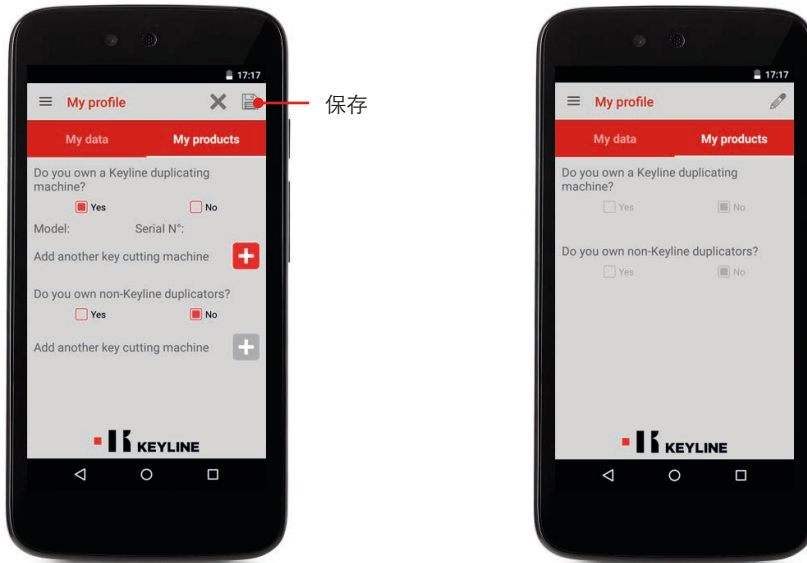 17:17
My profile
保存
My data My products
Do you own a Keyline duplicating
machine?
Yes No
Model: Serial N°:
Add another key cutting machine
Do you own non-Keyline duplicators?
Yes No
Add another key cutting machine
KEYLINE
17:17
My profile
My data My products
Do you own a Keyline duplicating
machine?
Yes No
Do you own non-Keyline duplicators?
Yes No
KEYLINE